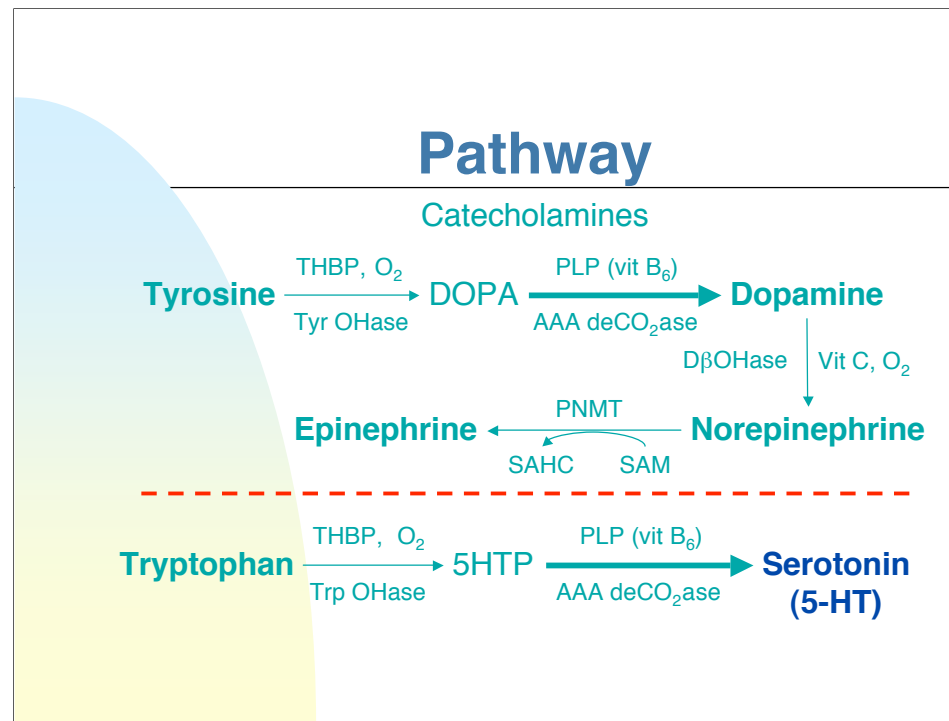 Pathway
Catecholamines
THBP, O₂ PLP (vit B₆)
Tyrosine DOPA Dopamine
Tyr OHase AAA deCO₂ase
DβOHase Vit C, O₂
PNMT
Epinephrine Norepinephrine
SAHC SAM
THBP, O₂ PLP (vit B₆)
Tryptophan 5HTP Serotonin
Trp OHase AAA deCO₂ase (5-HT)